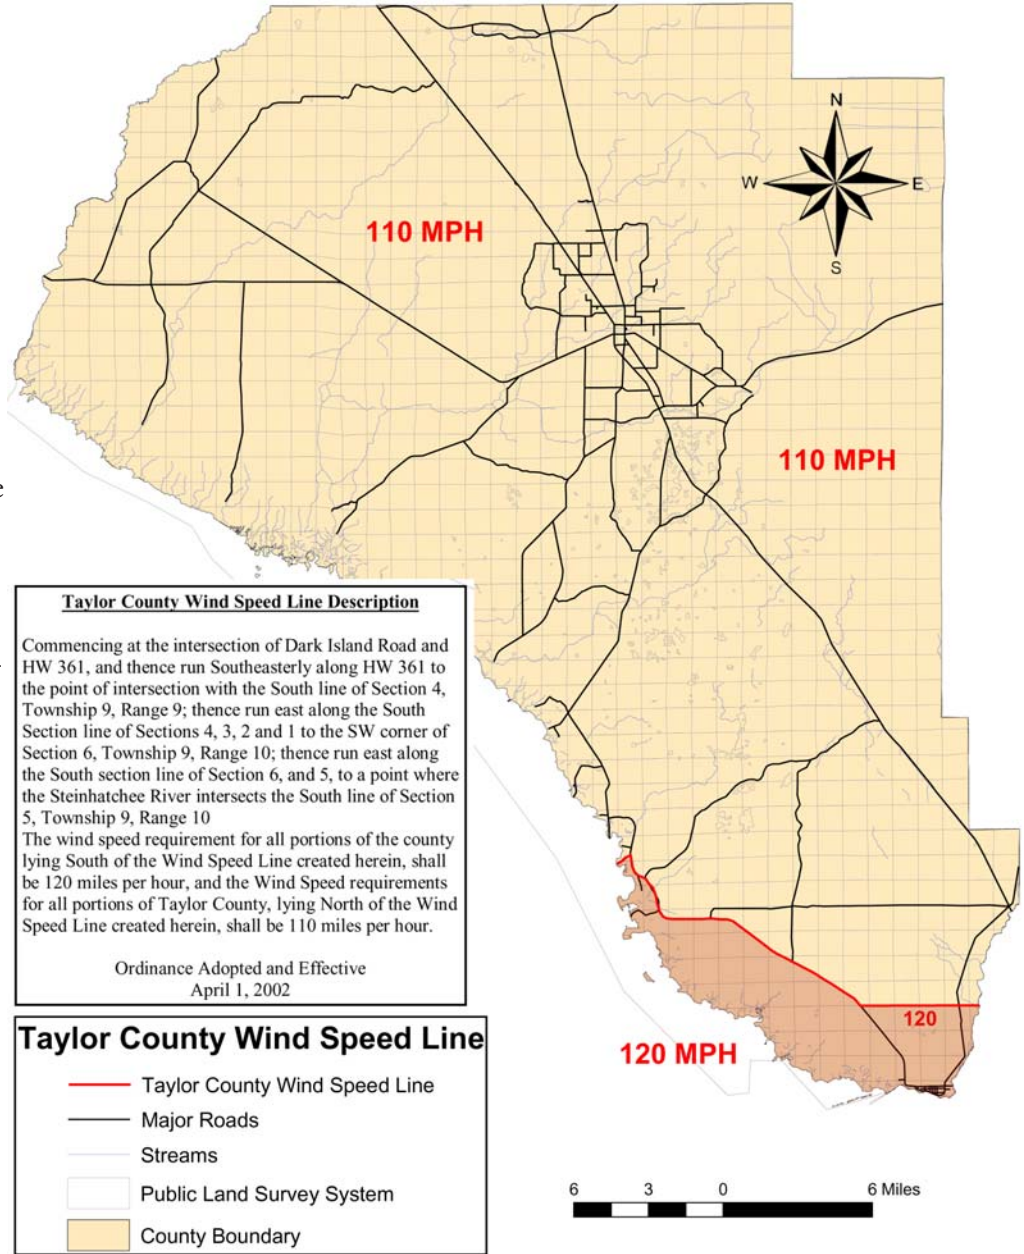 N
W
E
S
110 MPH
110 MPH
e
Taylor County Wind Speed Line Description
Commencing at the intersection of Dark Island Road and
HW 361, and thence run Southeasterly along HW 361 to
the point of intersection with the South line of Section 4,
Township 9, Range 9; thence run east along the South
Section line of Sections 4, 3, 2 and 1 to the SW corner of
Section 6, Township 9, Range 10; thence run east along
the South section line of Section 6, and 5, to a point where
the Steinhatchee River intersects the South line of Section
5, Township 9, Range 10
The wind speed requirement for all portions of the county
lying South of the Wind Speed Line created herein, shall
be 120 miles per hour, and the Wind Speed requirements
for all portions of Taylor County, lying North of the Wind
Speed Line created herein, shall be 110 miles per hour.
Ordinance Adopted and Effective
April 1, 2002
120
120 MPH
Taylor County Wind Speed Line
Taylor County Wind Speed Line
Major Roads
Streams
Public Land Survey System
County Boundary
6 3 0 6 Miles